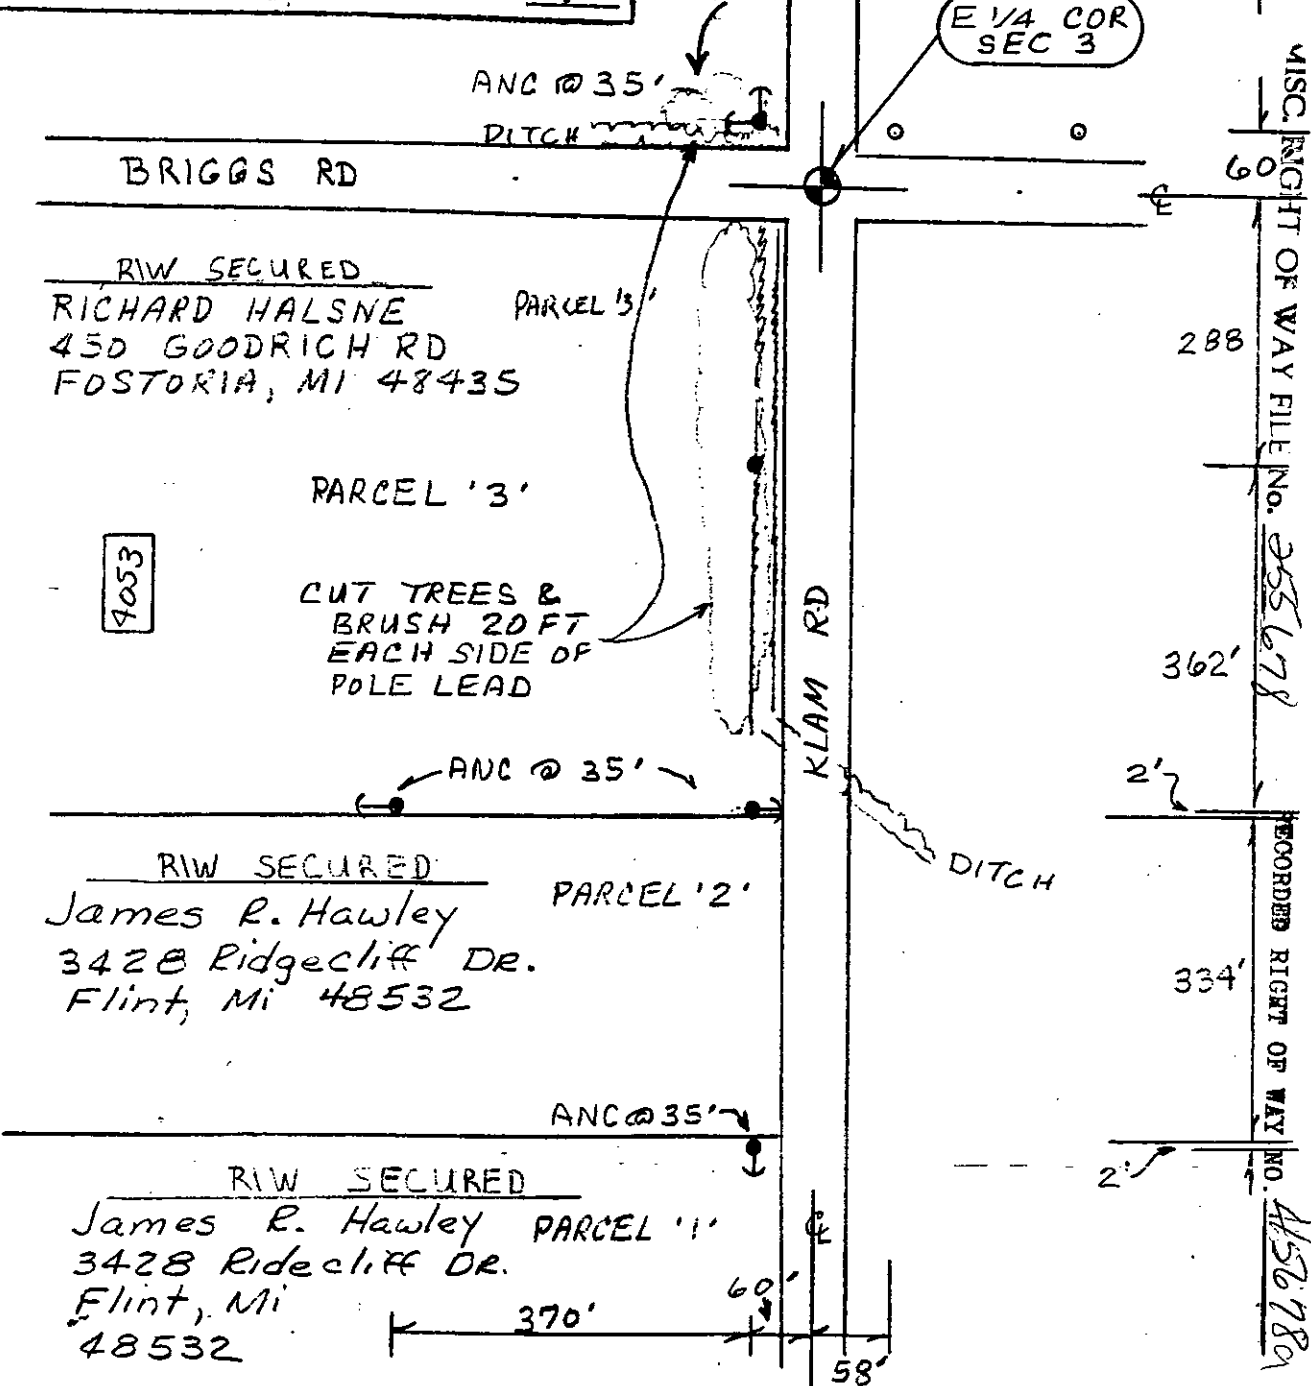 E 1/4 COR
SEC 3
ANC @ 35'
DITCH
BRIGGS RD
60
℄
R/W SECURED
RICHARD HALSNE
450 GOODRICH RD
FOSTORIA, MI 48435
PARCEL '3'
288
PARCEL '3'
4053
CUT TREES &
BRUSH 20 FT
EACH SIDE OF
POLE LEAD
KLAM RD
362'
ANC @ 35'
2'
DITCH
R/W SECURED
PARCEL '2'
James R. Hawley
3428 Ridgecliff DR.
Flint, Mi 48532
334'
ANC @ 35'
2'
R/W SECURED
James R. Hawley
PARCEL '1'
3428 Ridecliff DR.
Flint, Mi
48532
℄
60'
370'
58'
MISC. RIGHT OF WAY FILE No. 255678
RECORDED RIGHT OF WAY NO.